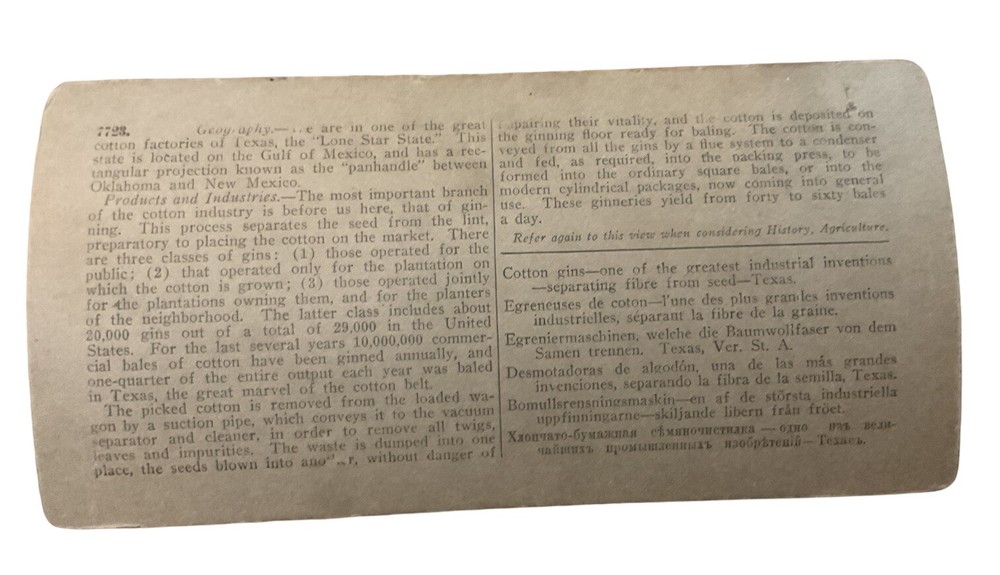 7728. Geography.— e are in one of the great
cotton factories of Texas, the "Lone Star State." This
state is located on the Gulf of Mexico, and has a rec-
tangular projection known as the "panhandle" between
Oklahoma and New Mexico.
Products and Industries.—The most important branch
of the cotton industry is before us here, that of gin-
ning. This process separates the seed from the lint,
preparatory to placing the cotton on the market. There
are three classes of gins: (1) those operated for the
public; (2) that operated only for the plantation on
which the cotton is grown; (3) those operated jointly
for the plantations owning them, and for the planters
of the neighborhood. The latter class includes about
20,000 gins out of a total of 29,000 in the United
States. For the last several years 10,000,000 commer-
cial bales of cotton have been ginned annually, and
one-quarter of the entire output each year was baled
in Texas, the great marvel of the cotton belt.
The picked cotton is removed from the loaded wa-
gon by a suction pipe, which conveys it to the vacuum
separator and cleaner, in order to remove all twigs,
leaves and impurities. The waste is dumped into one
place, the seeds blown into without danger of
impairing their vitality, and the cotton is deposited on
the ginning floor ready for baling. The cotton is con-
veyed from all the gins by a flue system to a condenser
and fed, as required, into the packing press, to be
formed into the ordinary square bales, or into the
modern cylindrical packages, now coming into general
use. These ginneries yield from forty to sixty bales
a day.
Refer again to this view when considering History, Agriculture.
Cotton gins—one of the greatest industrial inventions
—separating fibre from seed—Texas.
Egreneuses de coton—l'une des plus grandes inventions
industrielles, séparant la fibre de la graine.
Egreniermaschinen, welche die Baumwollfaser von dem
Samen trennen. Texas, Ver. St. A.
Desmotadoras de algodón, una de las más grandes
invenciones, separando la fibra de la semilla, Texas.
Bomullsrensningsmaskin—en af de största industriella
uppfinningarne—skiljande libern från fröet.
Хлопчато-бумажная сѣмяночистилка — одно изъ вели-
чайшихъ промышленныхъ изобрѣтеній—Техасъ.